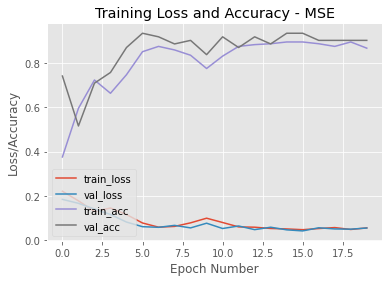 Training Loss and Accuracy - MSE
Loss/Accuracy
0.8
0.6
0.4
0.2
0.0
train_loss
val_loss
train_acc
val_acc
0.0 2.5 5.0 7.5 10.0 12.5 15.0 17.5
Epoch Number